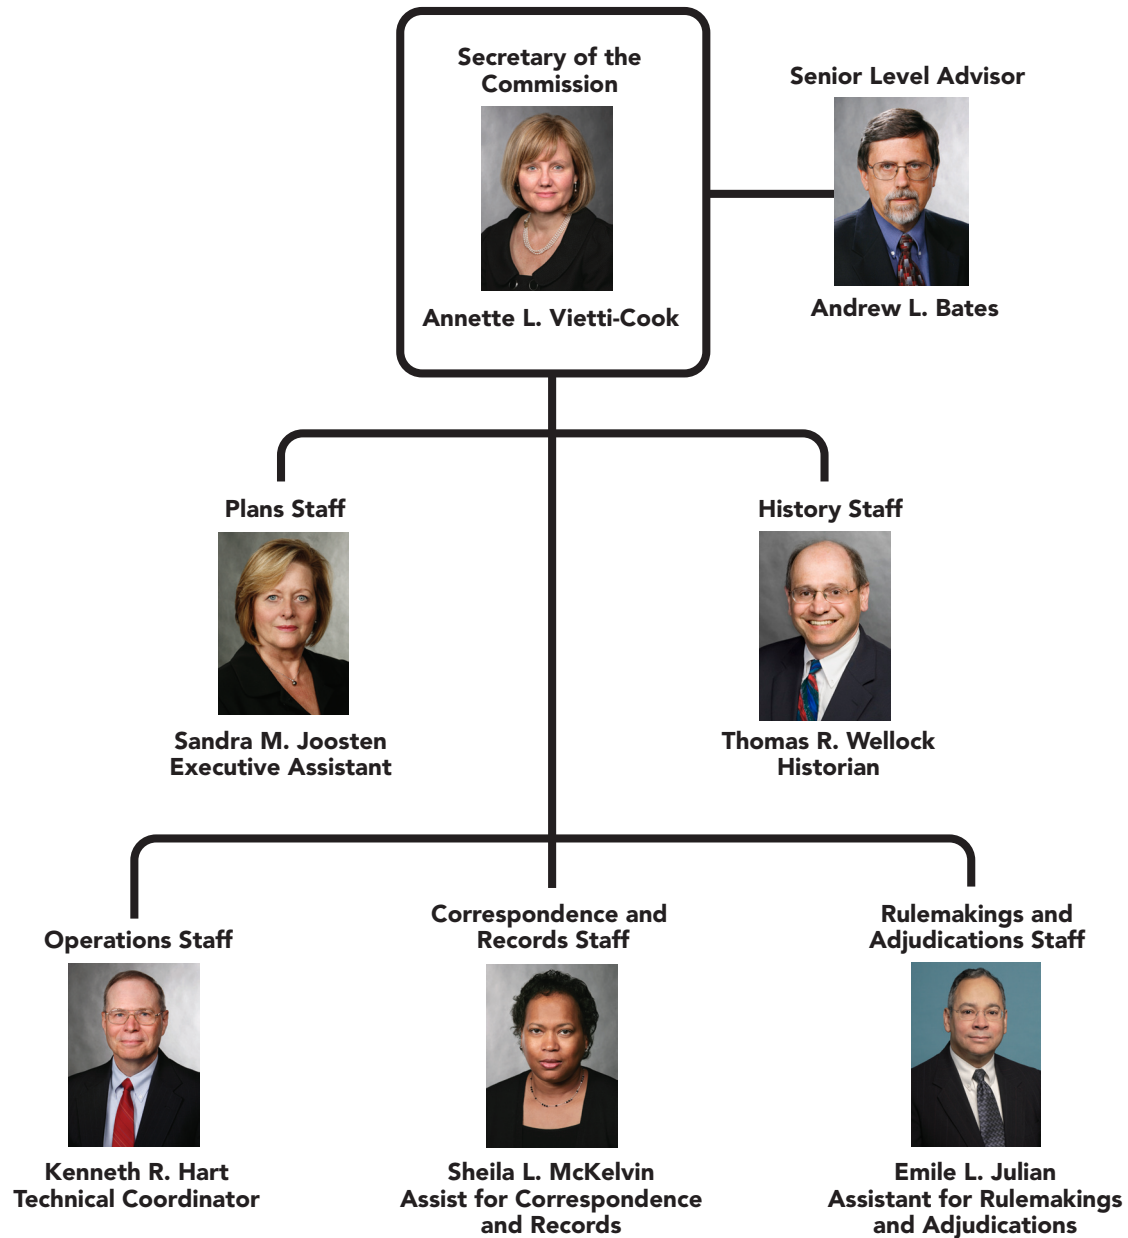 Secretary of the
Commission
Senior Level Advisor
Annette L. Vietti-Cook
Andrew L. Bates
Plans Staff
History Staff
Sandra M. Joosten
Executive Assistant
Thomas R. Wellock
Historian
Operations Staff
Correspondence and
Records Staff
Rulemakings and
Adjudications Staff
Kenneth R. Hart
Technical Coordinator
Sheila L. McKelvin
Assist for Correspondence
and Records
Emile L. Julian
Assistant for Rulemakings
and Adjudications